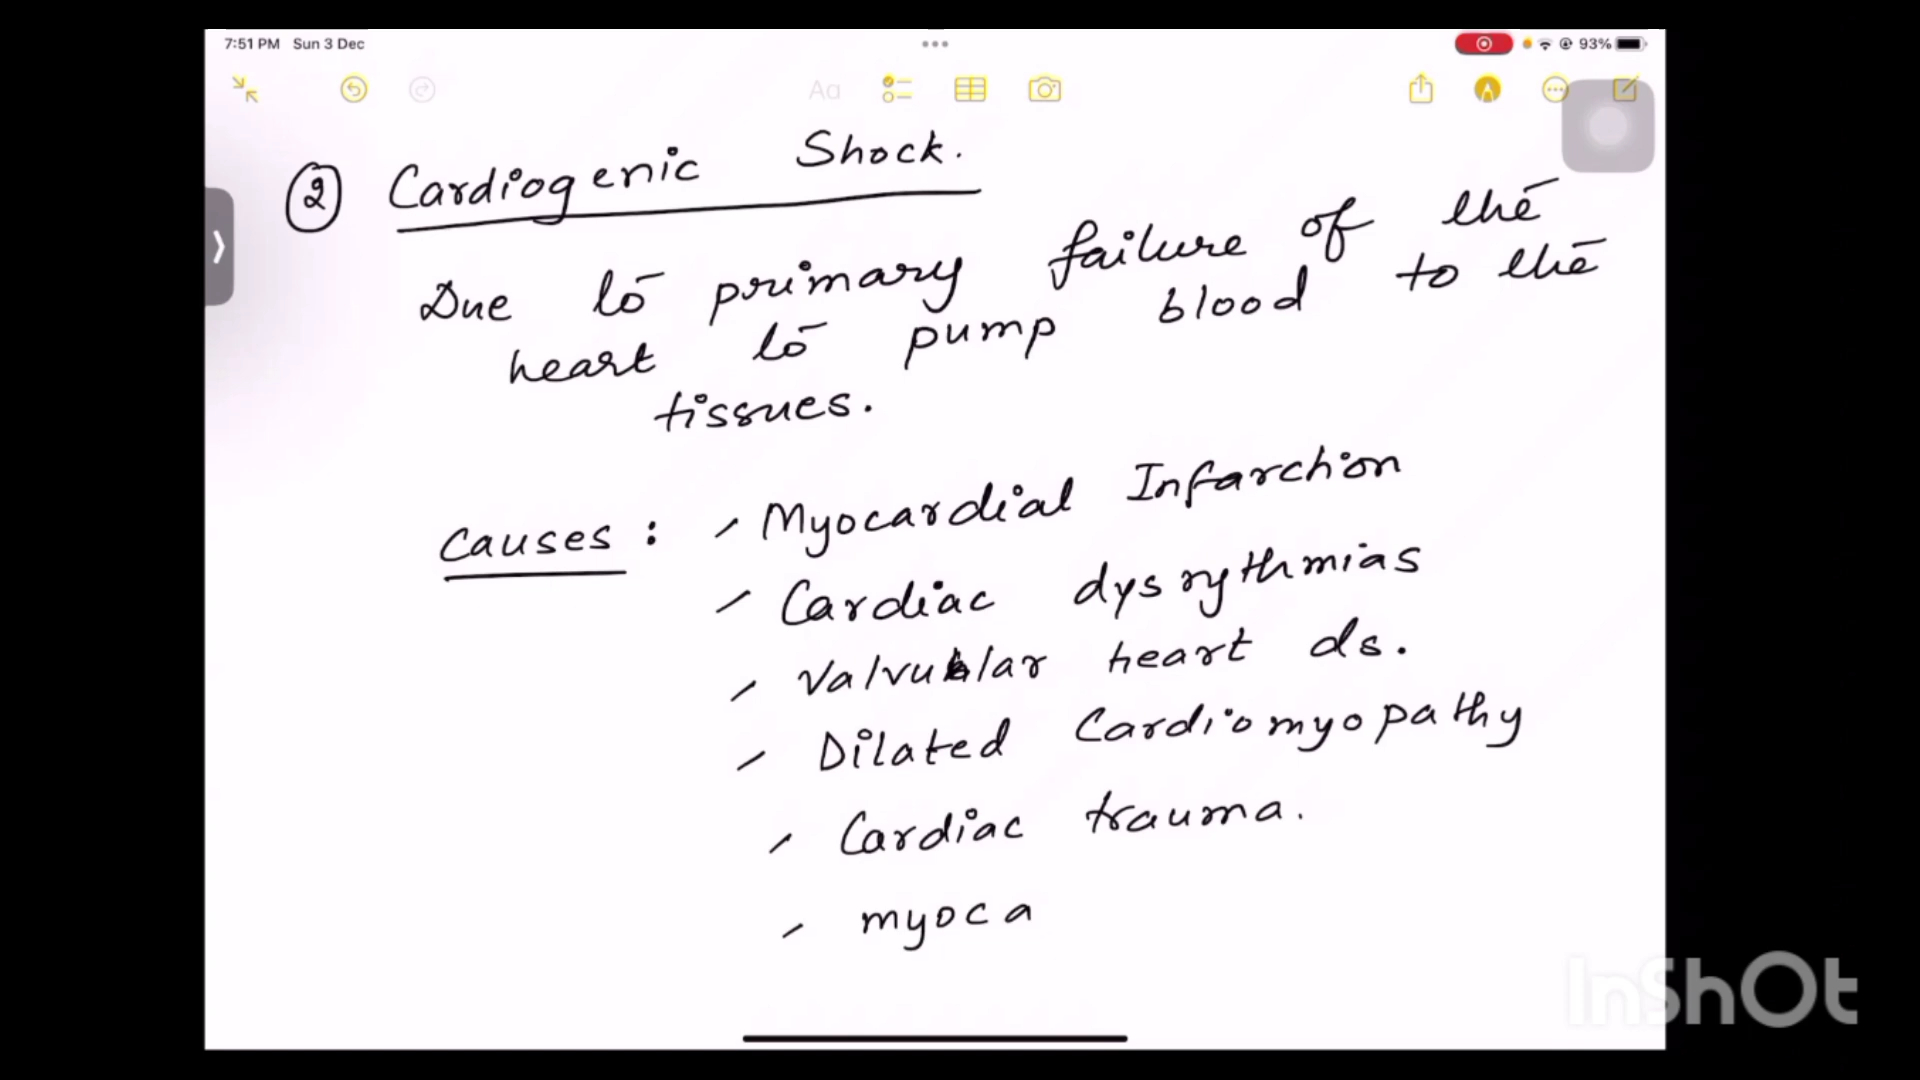 7:51 PM Sun 3 Dec
93%
Aa
② Cardiogenic Shock.
Due to primary failure of the
heart to pump blood to the
tissues.
Causes : - Myocardial Infarction
- Cardiac dysrythmias
- Valvular heart ds.
- Dilated Cardiomyopathy
- Cardiac trauma.
- myoca
InShOt